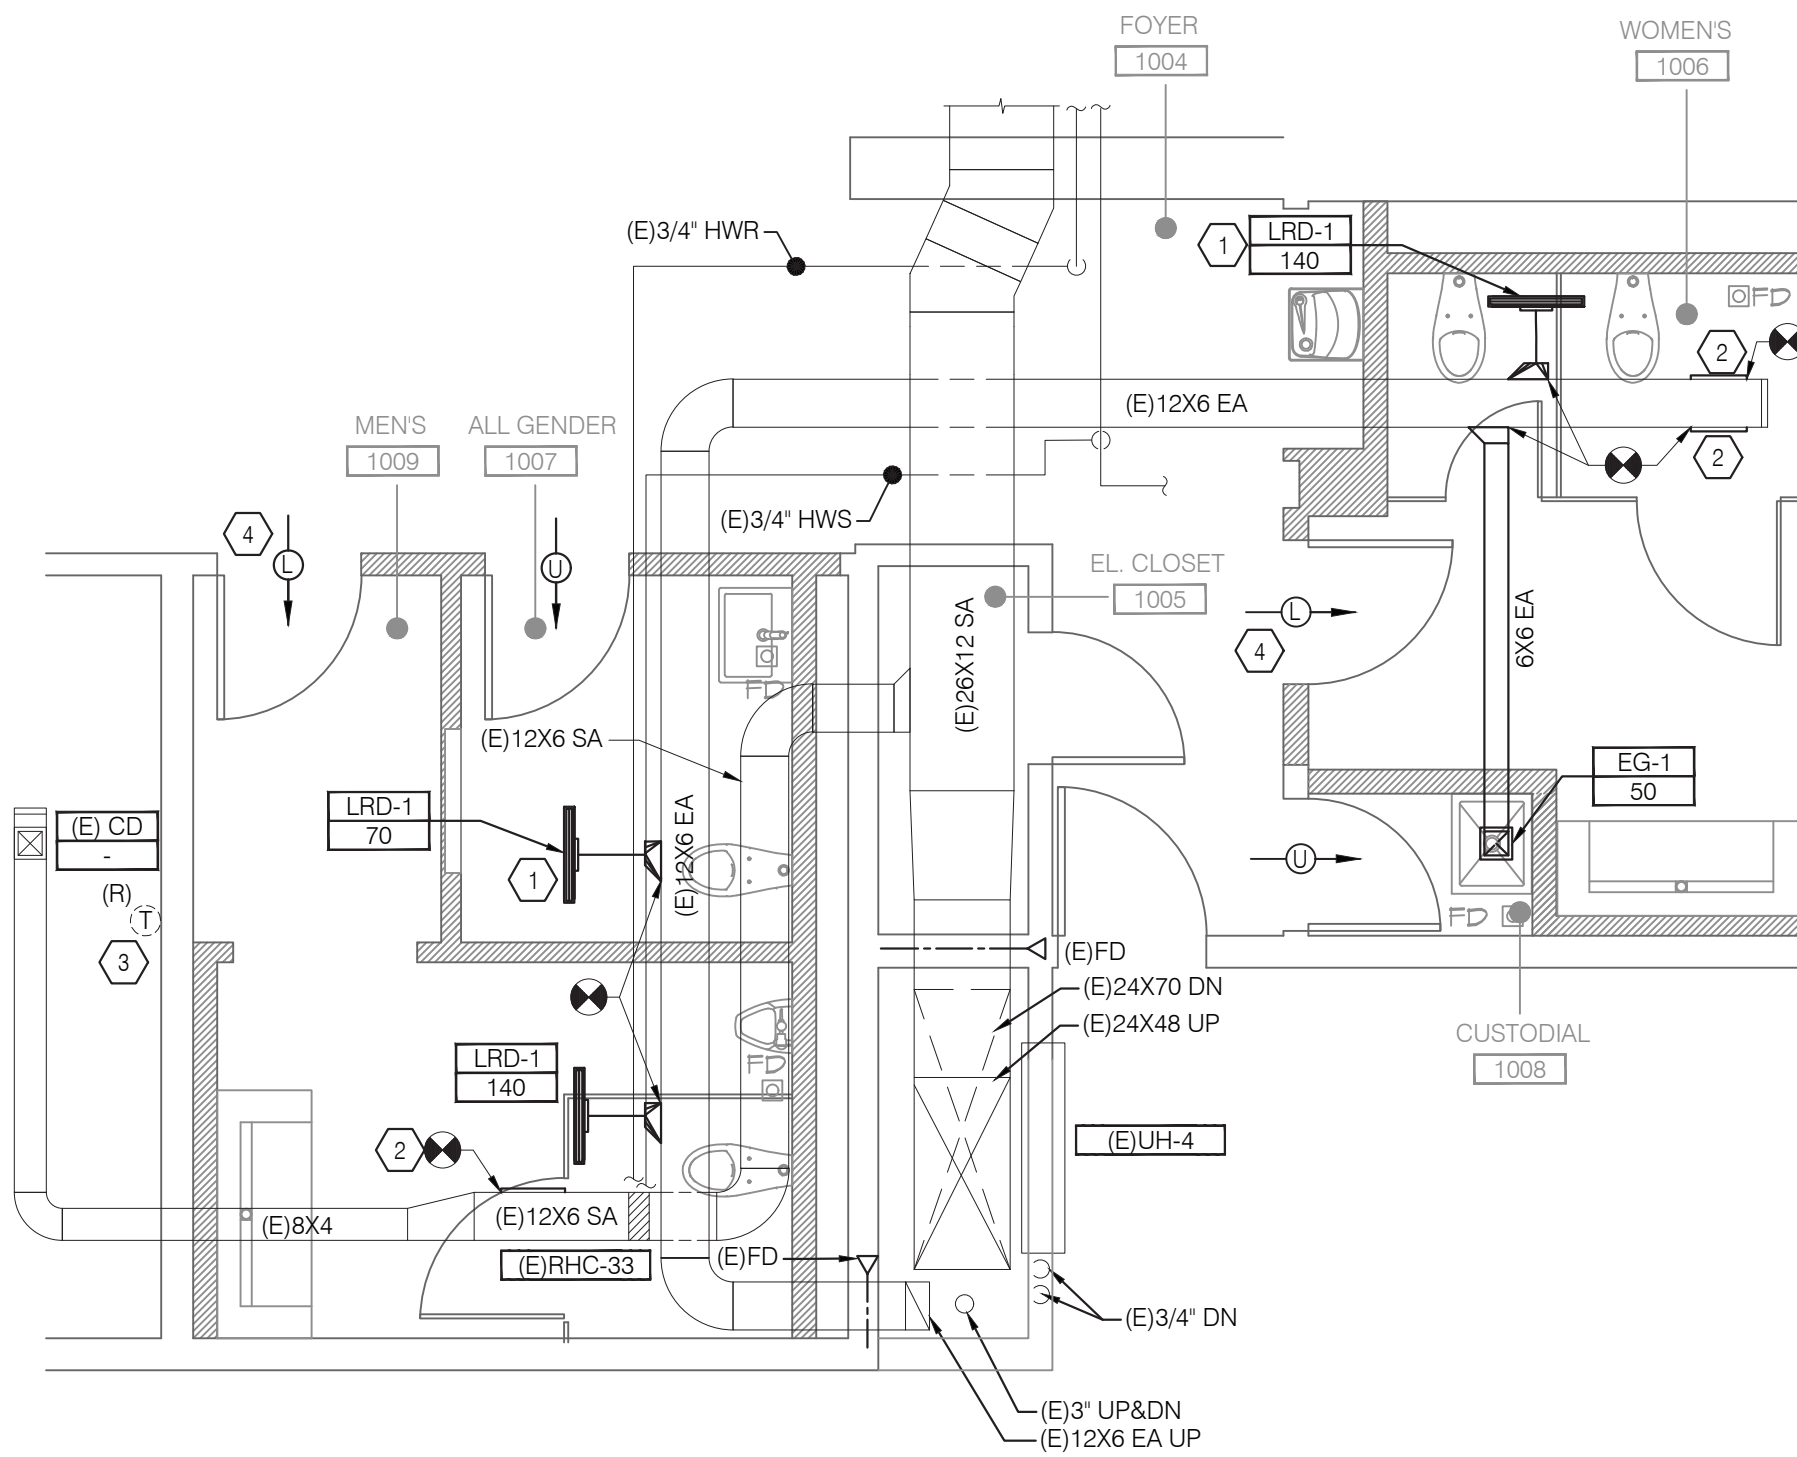 FOYER
1004
WOMEN'S
1006
(E)3/4" HWR
1
LRD-1
140
FD
2
(E)12X6 EA
2
MEN'S
1009
ALL GENDER
1007
(E)3/4" HWS
4
L
U
EL. CLOSET
1005
L
4
6X6 EA
(E)26X12 SA
FD
(E)12X6 SA
EG-1
50
LRD-1
70
(E)12X6 EA
1
(E) CD
-
(R)
T
3
U
FD
(E)FD
(E)24X70 DN
(E)24X48 UP
CUSTODIAL
1008
LRD-1
140
FD
2
(E)UH-4
(E)8X4
(E)12X6 SA
(E)RHC-33
(E)FD
(E)3/4" DN
(E)3" UP&DN
(E)12X6 EA UP